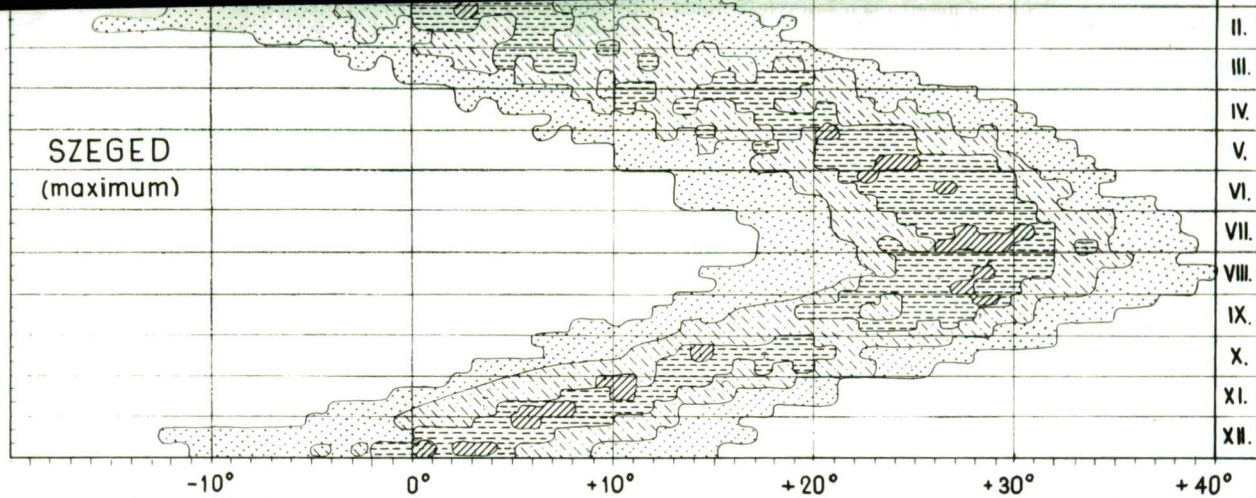 II.
III.
IV.
SZEGED
V.
(maximum)
VI.
VII.
VIII.
IX.
X.
XI.
XII.
-10° 0° +10° +20° +30° +40°